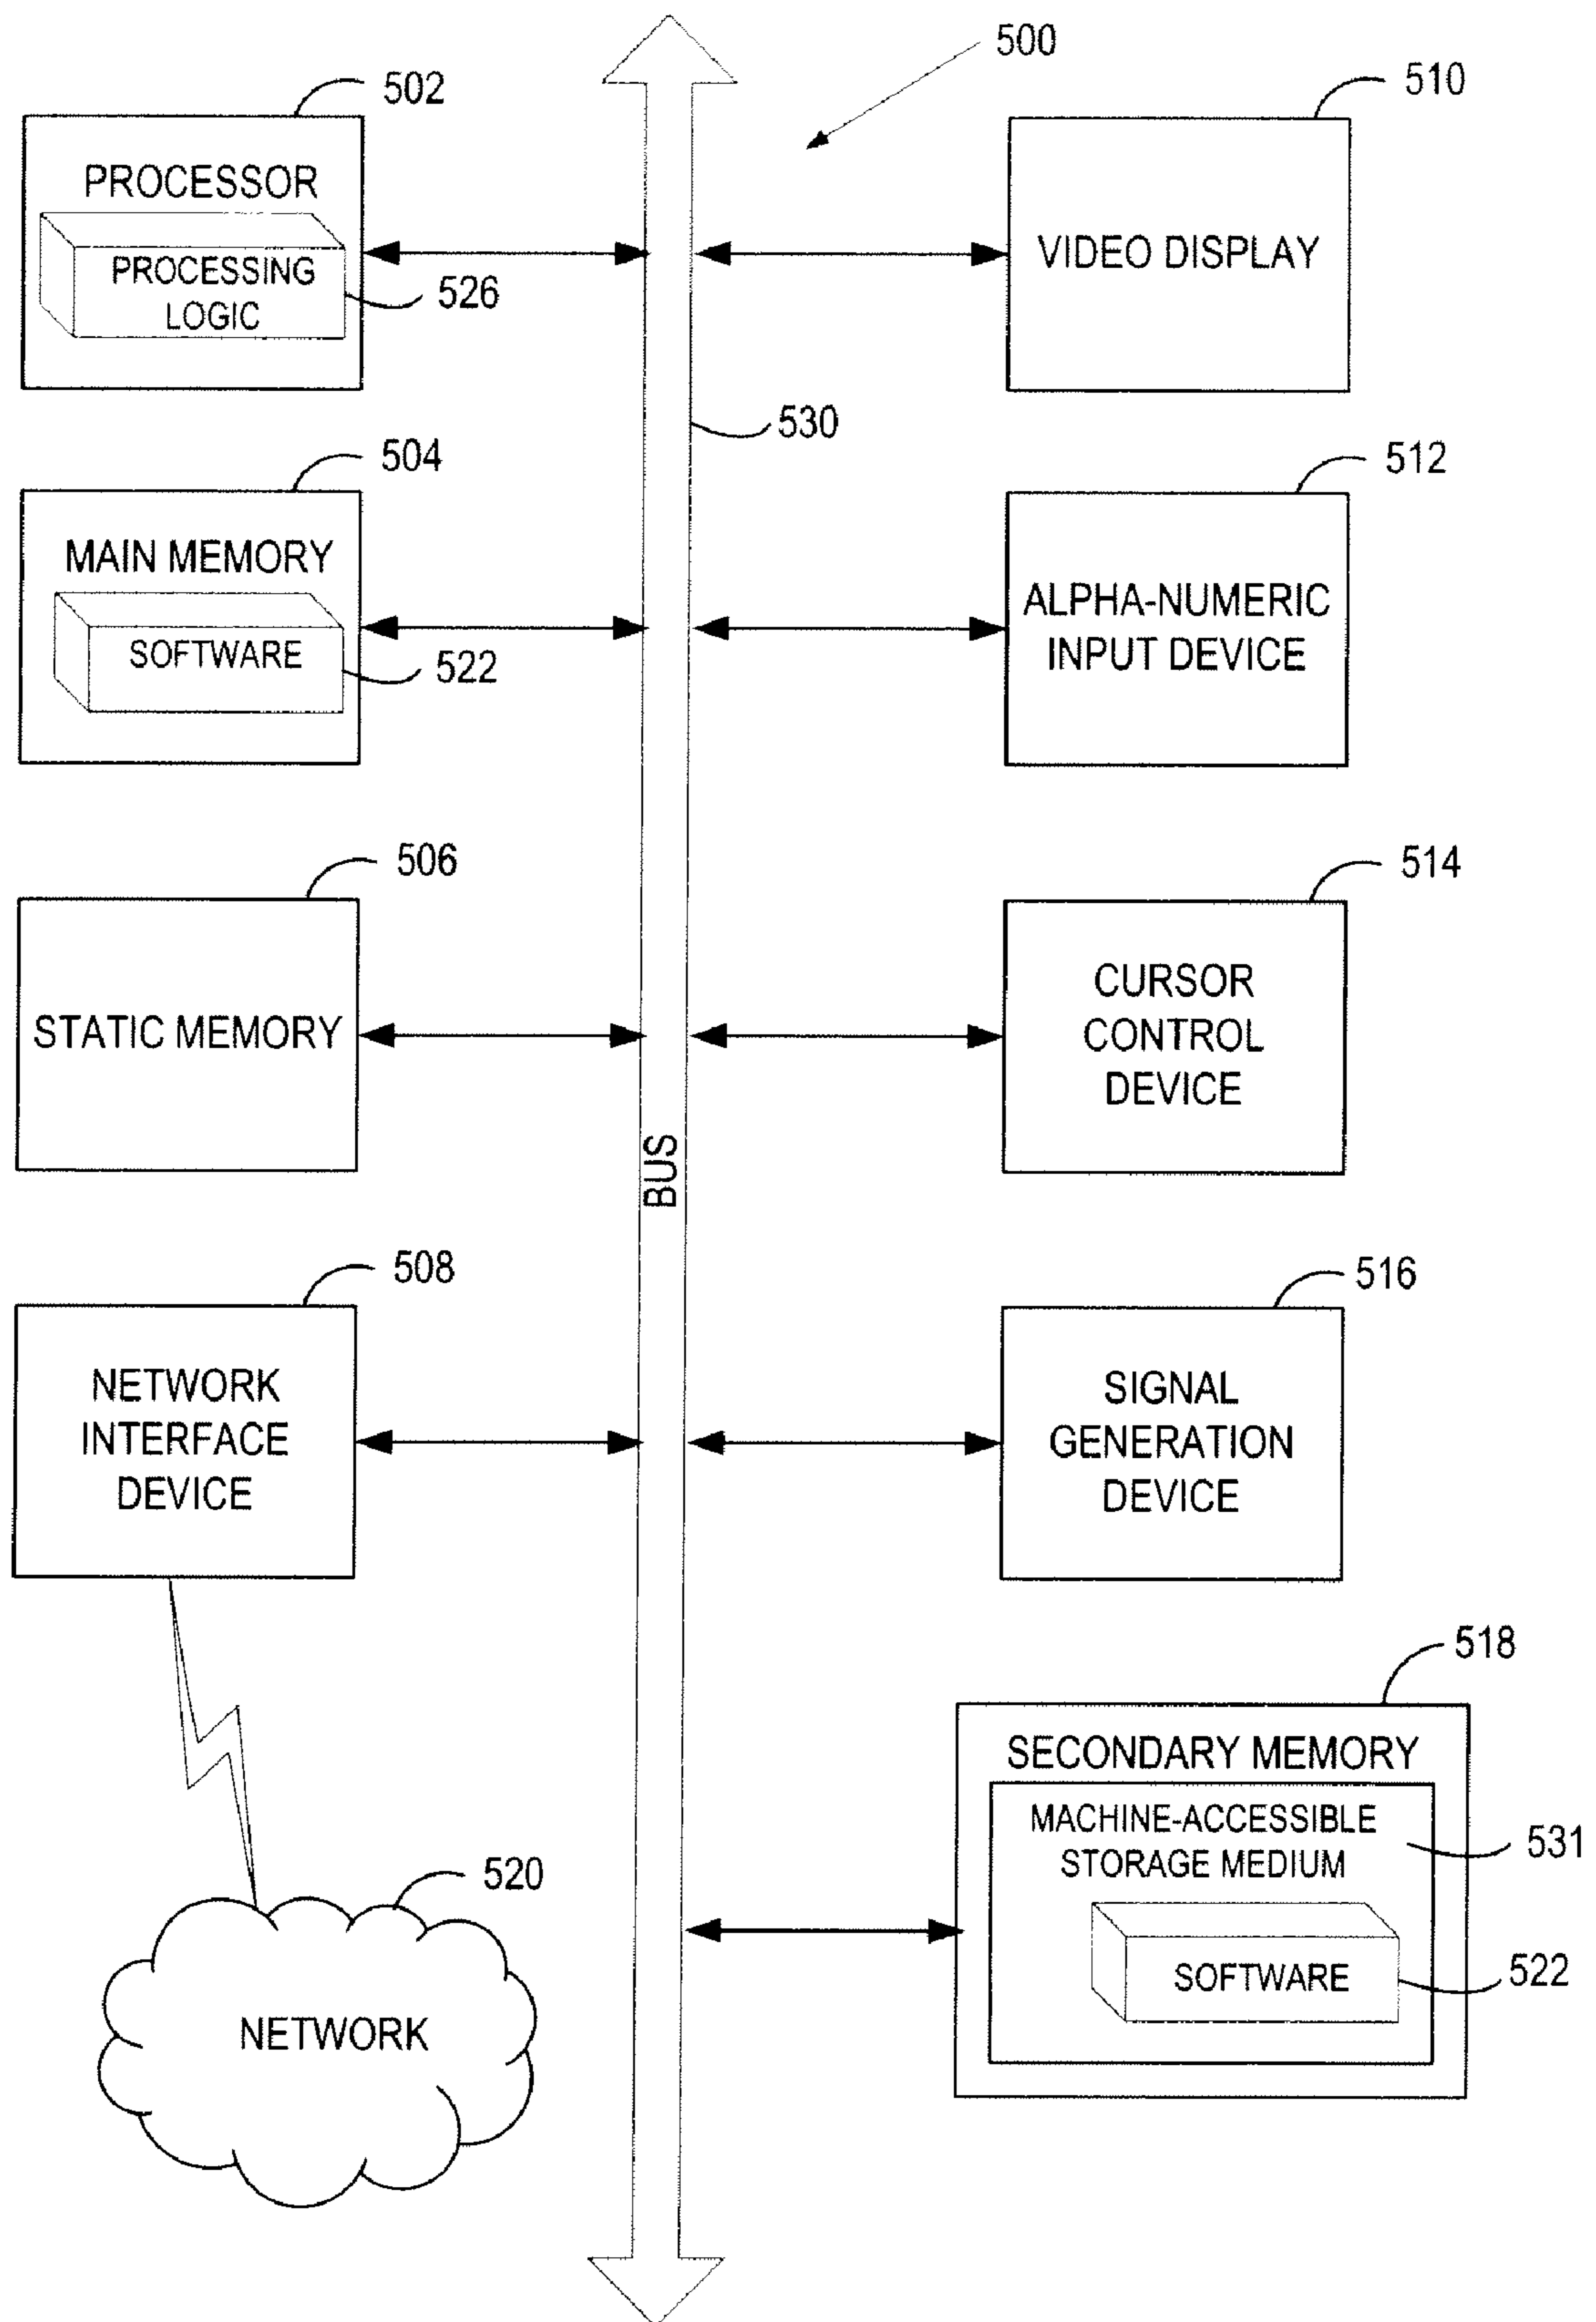 500
502
PROCESSOR
PROCESSING
LOGIC
526
510
VIDEO DISPLAY
530
504
MAIN MEMORY
SOFTWARE
522
512
ALPHA-NUMERIC
INPUT DEVICE
506
STATIC MEMORY
514
CURSOR
CONTROL
DEVICE
BUS
508
NETWORK
INTERFACE
DEVICE
516
SIGNAL
GENERATION
DEVICE
518
SECONDARY MEMORY
MACHINE-ACCESSIBLE
STORAGE MEDIUM
531
SOFTWARE
522
520
NETWORK